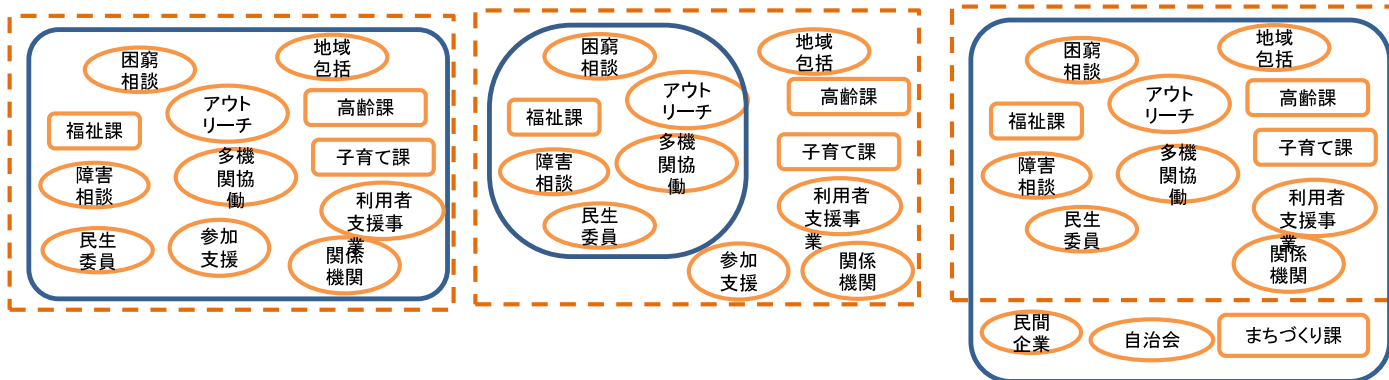 困窮
相談
地域
包括
アウト
リーチ
高齢課
福祉課
子育て課
多機
関協
働
障害
相談
利用者
支援事
業
民生
委員
参加
支援
関係
機関
困窮
相談
地域
包括
アウト
リーチ
高齢課
福祉課
子育て課
多機
関協
働
障害
相談
利用者
支援事
業
民生
委員
参加
支援
関係
機関
困窮
相談
地域
包括
アウト
リーチ
高齢課
福祉課
子育て課
多機
関協
働
障害
相談
利用者
支援事
業
民生
委員
関係
機関
民間
企業
自治会
まちづくり課